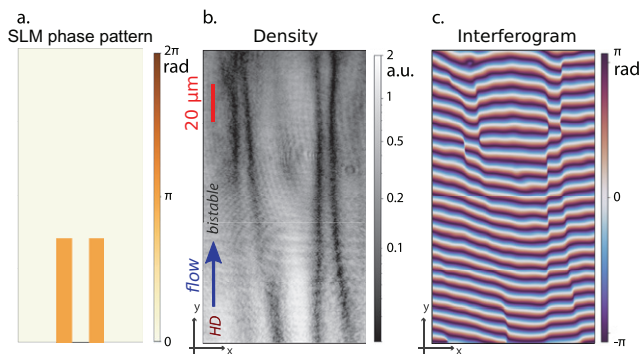 a.
SLM phase pattern
2π
rad
π
0
b.
Density
20 μm
bistable
flow
HD
y
x
2
a.u.
1
0.5
0.2
0.1
c.
Interferogram
π
rad
0
-π
y
x